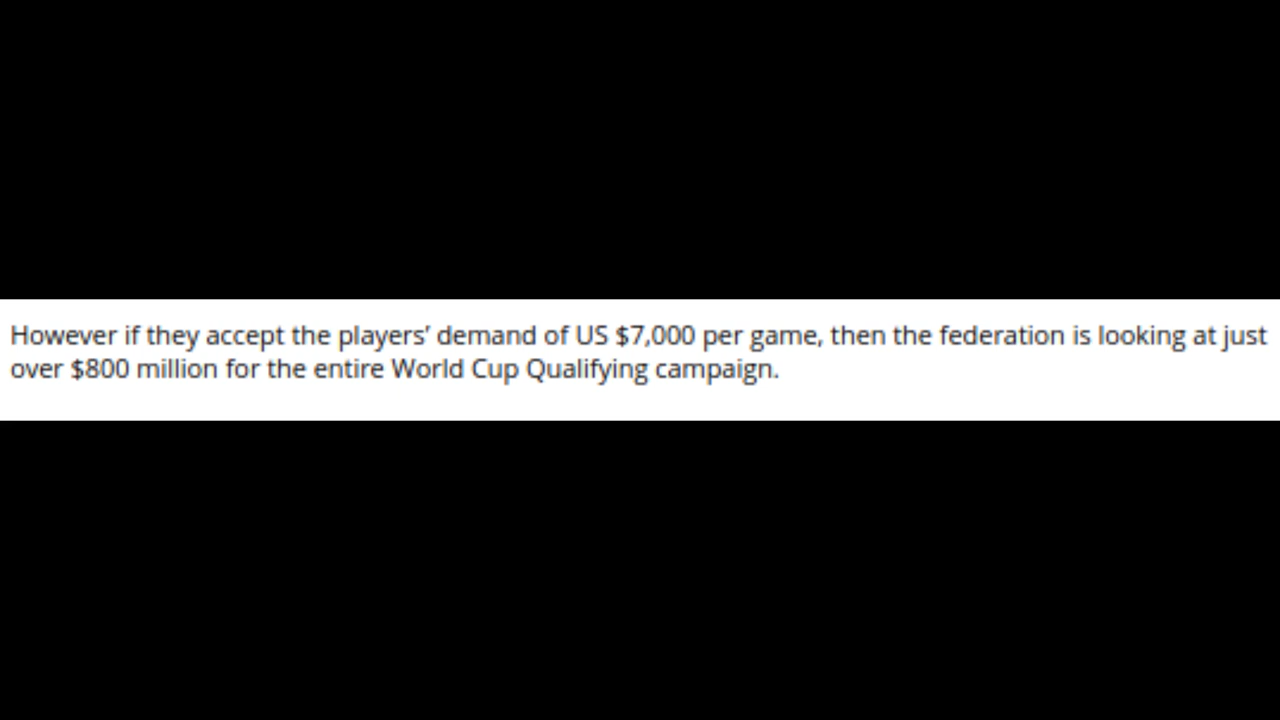 However if they accept the players’ demand of US $7,000 per game, then the federation is looking at just
over $800 million for the entire World Cup Qualifying campaign.